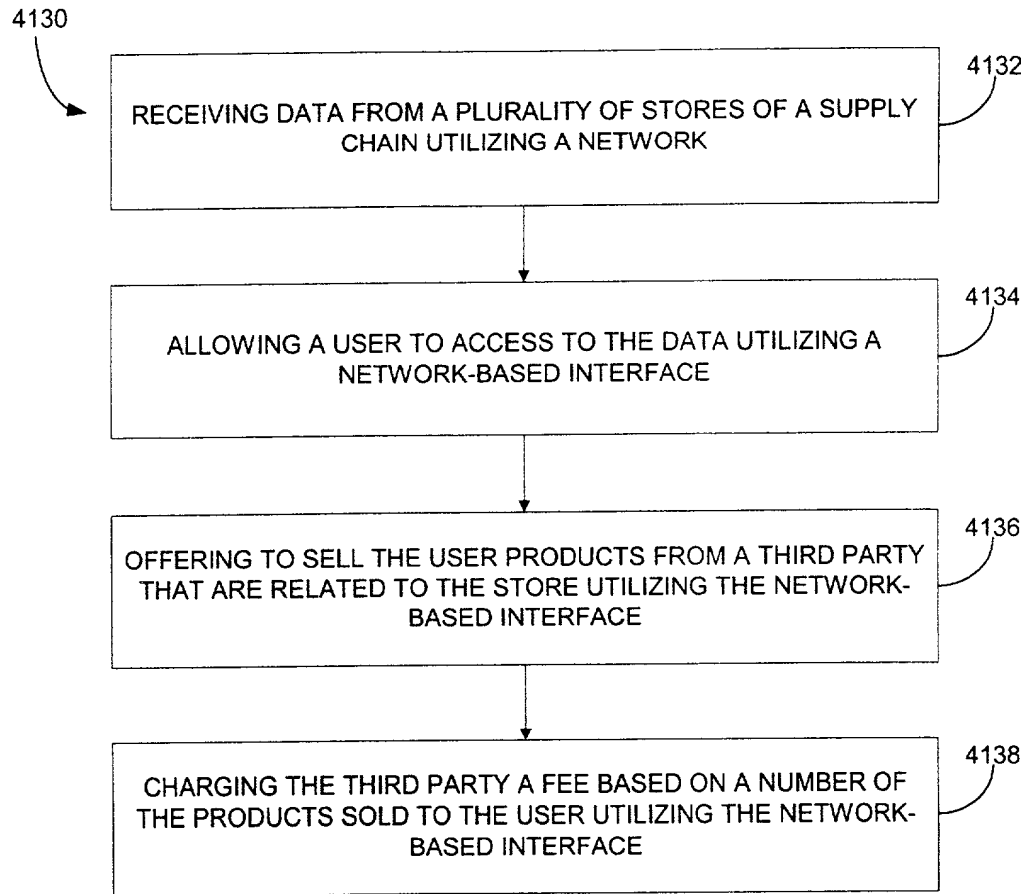 4130
4132
RECEIVING DATA FROM A PLURALITY OF STORES OF A SUPPLY
CHAIN UTILIZING A NETWORK
4134
ALLOWING A USER TO ACCESS TO THE DATA UTILIZING A
NETWORK-BASED INTERFACE
4136
OFFERING TO SELL THE USER PRODUCTS FROM A THIRD PARTY
THAT ARE RELATED TO THE STORE UTILIZING THE NETWORK-
BASED INTERFACE
4138
CHARGING THE THIRD PARTY A FEE BASED ON A NUMBER OF
THE PRODUCTS SOLD TO THE USER UTILIZING THE NETWORK-
BASED INTERFACE